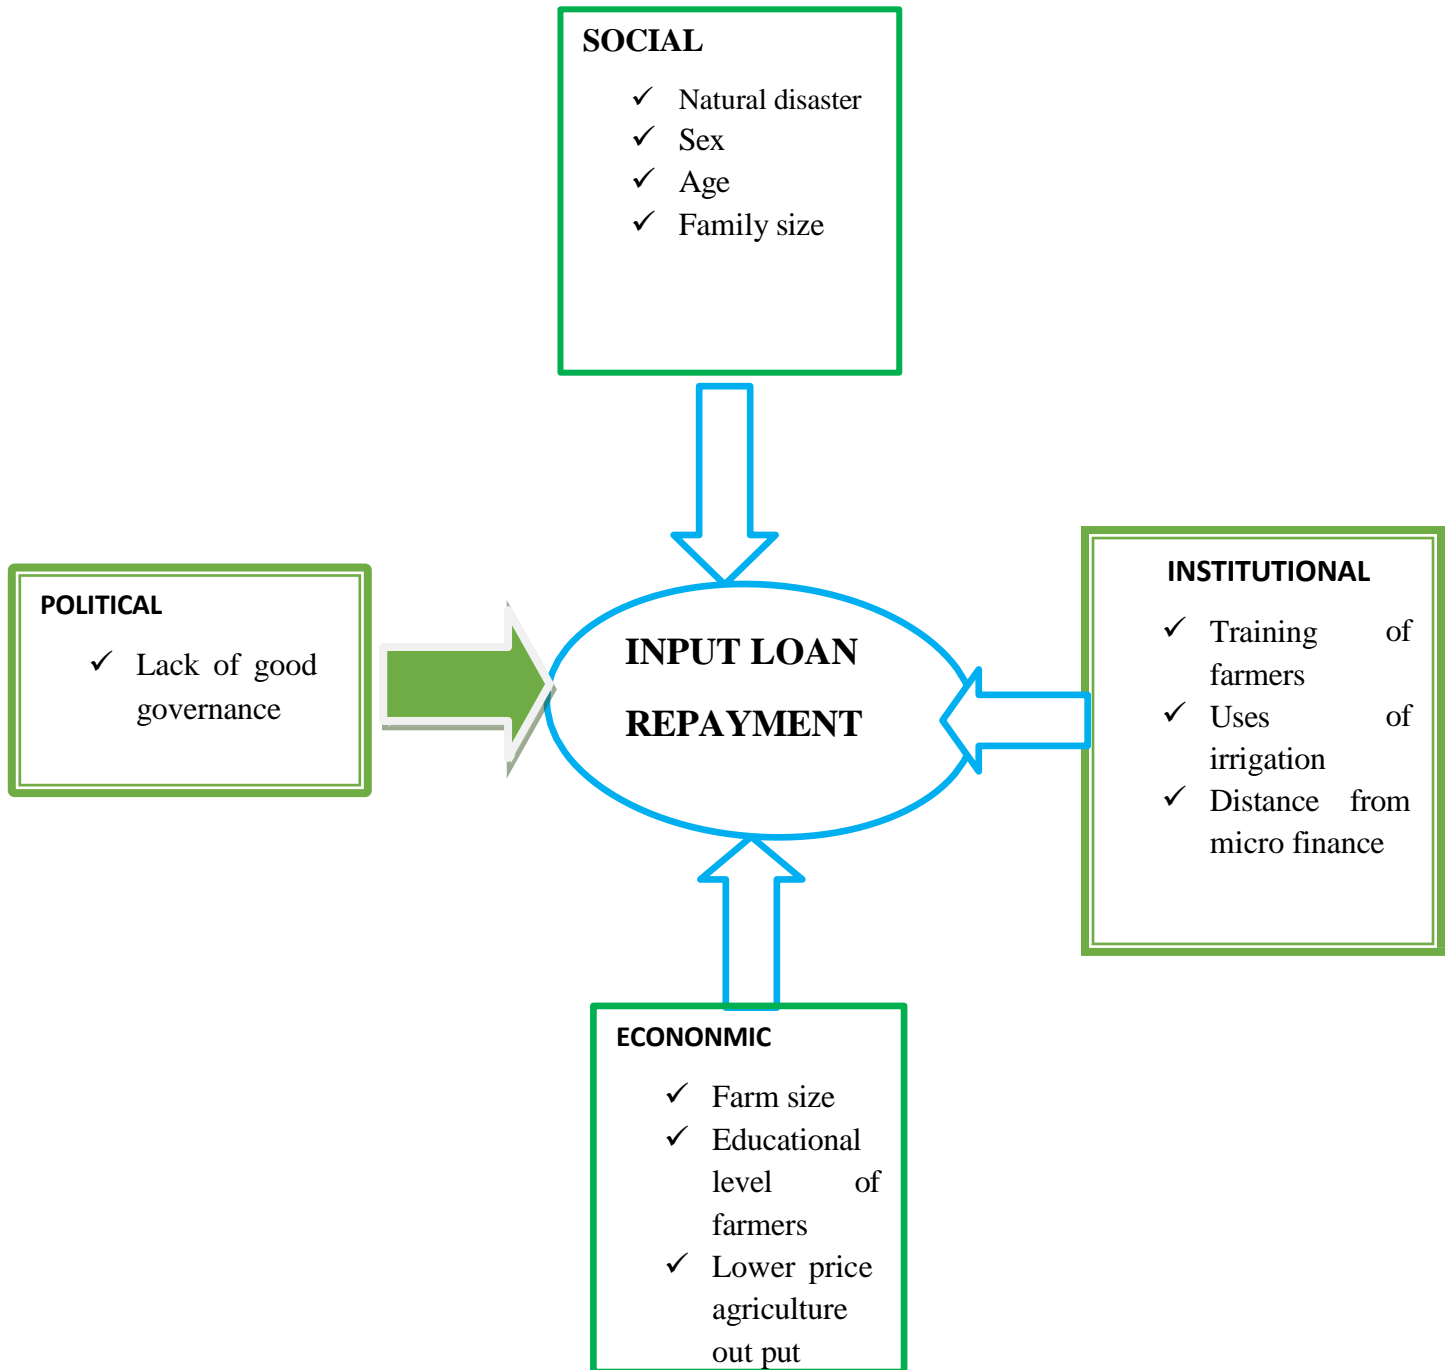 SOCIAL
✓ Natural disaster
✓ Sex
✓ Age
✓ Family size
POLITICAL
✓ Lack of good
governance
INPUT LOAN
REPAYMENT
INSTITUTIONAL
✓ Training of
farmers
✓ Uses of
irrigation
✓ Distance from
micro finance
ECONONMIC
✓ Farm size
✓ Educational
level of
farmers
✓ Lower price
agriculture
out put